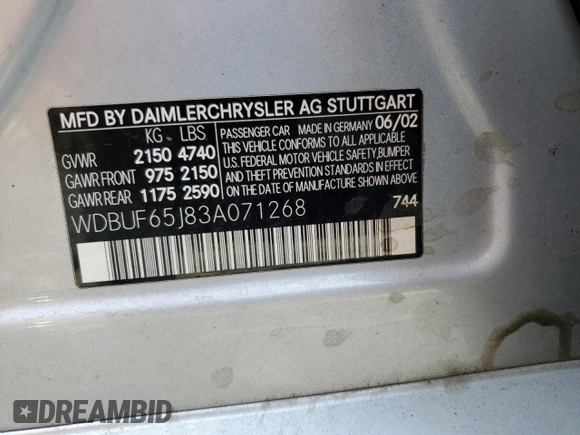 MFD BY DAIMLERCHRYSLER AG STUTTGART
KG LBS
GVWR 2150 4740
GAWR FRONT 975 2150
GAWR REAR 1175 2590
PASSENGER CAR MADE IN GERMANY 06/02
THIS VEHICLE CONFORMS TO ALL APPLICABLE
U.S. FEDERAL MOTOR VEHICLE SAFETY, BUMPER
AND THEFT PREVENTION STANDARDS IN EFFECT
ON THE DATE OF MANUFACTURE SHOWN ABOVE
WDBUF65J83A071268
744
DREAMBID